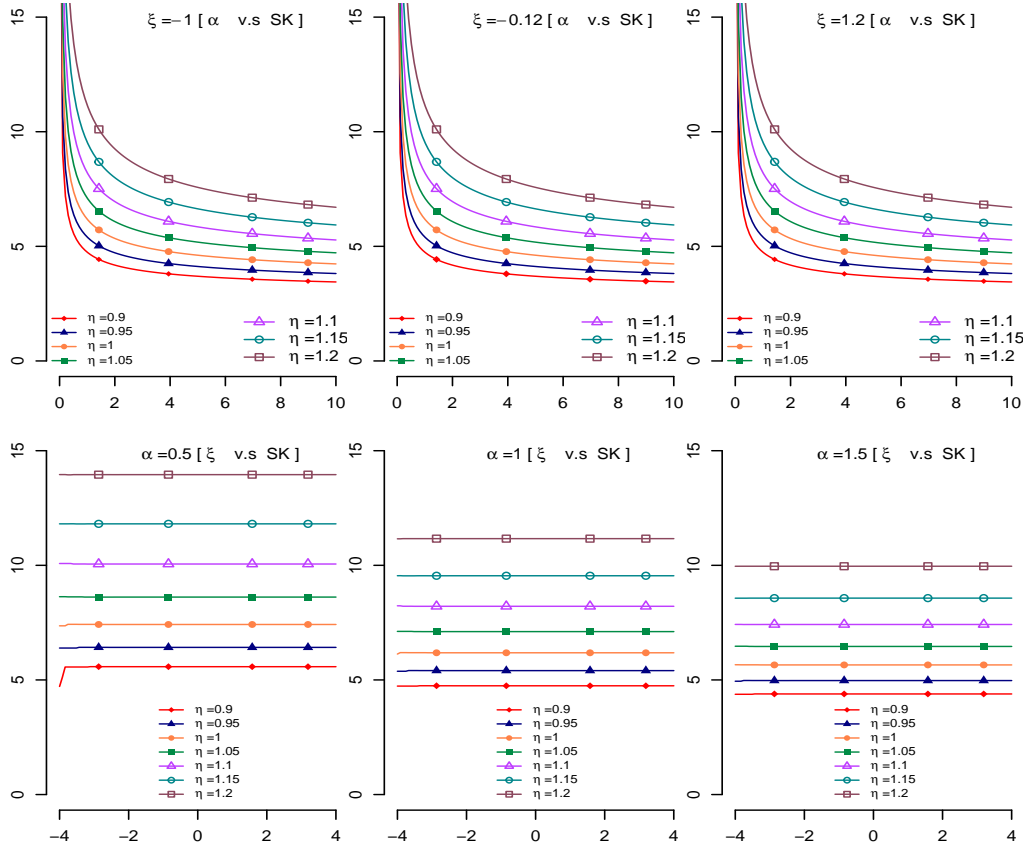 ξ =−1 [ α v.s SK ]
0 5 10 15
η =0.9
η =0.95
η =1
η =1.05
η =1.1
η =1.15
η =1.2
0 2 4 6 8 10
ξ =−0.12 [ α v.s SK ]
0 5 10 15
η =0.9
η =0.95
η =1
η =1.05
η =1.1
η =1.15
η =1.2
0 2 4 6 8 10
ξ =1.2 [ α v.s SK ]
0 5 10 15
η =0.9
η =0.95
η =1
η =1.05
η =1.1
η =1.15
η =1.2
0 2 4 6 8 10
α =0.5 [ ξ v.s SK ]
0 5 10 15
η =0.9
η =0.95
η =1
η =1.05
η =1.1
η =1.15
η =1.2
−4 −2 0 2 4
α =1 [ ξ v.s SK ]
0 5 10 15
η =0.9
η =0.95
η =1
η =1.05
η =1.1
η =1.15
η =1.2
−4 −2 0 2 4
α =1.5 [ ξ v.s SK ]
0 5 10 15
η =0.9
η =0.95
η =1
η =1.05
η =1.1
η =1.15
η =1.2
−4 −2 0 2 4